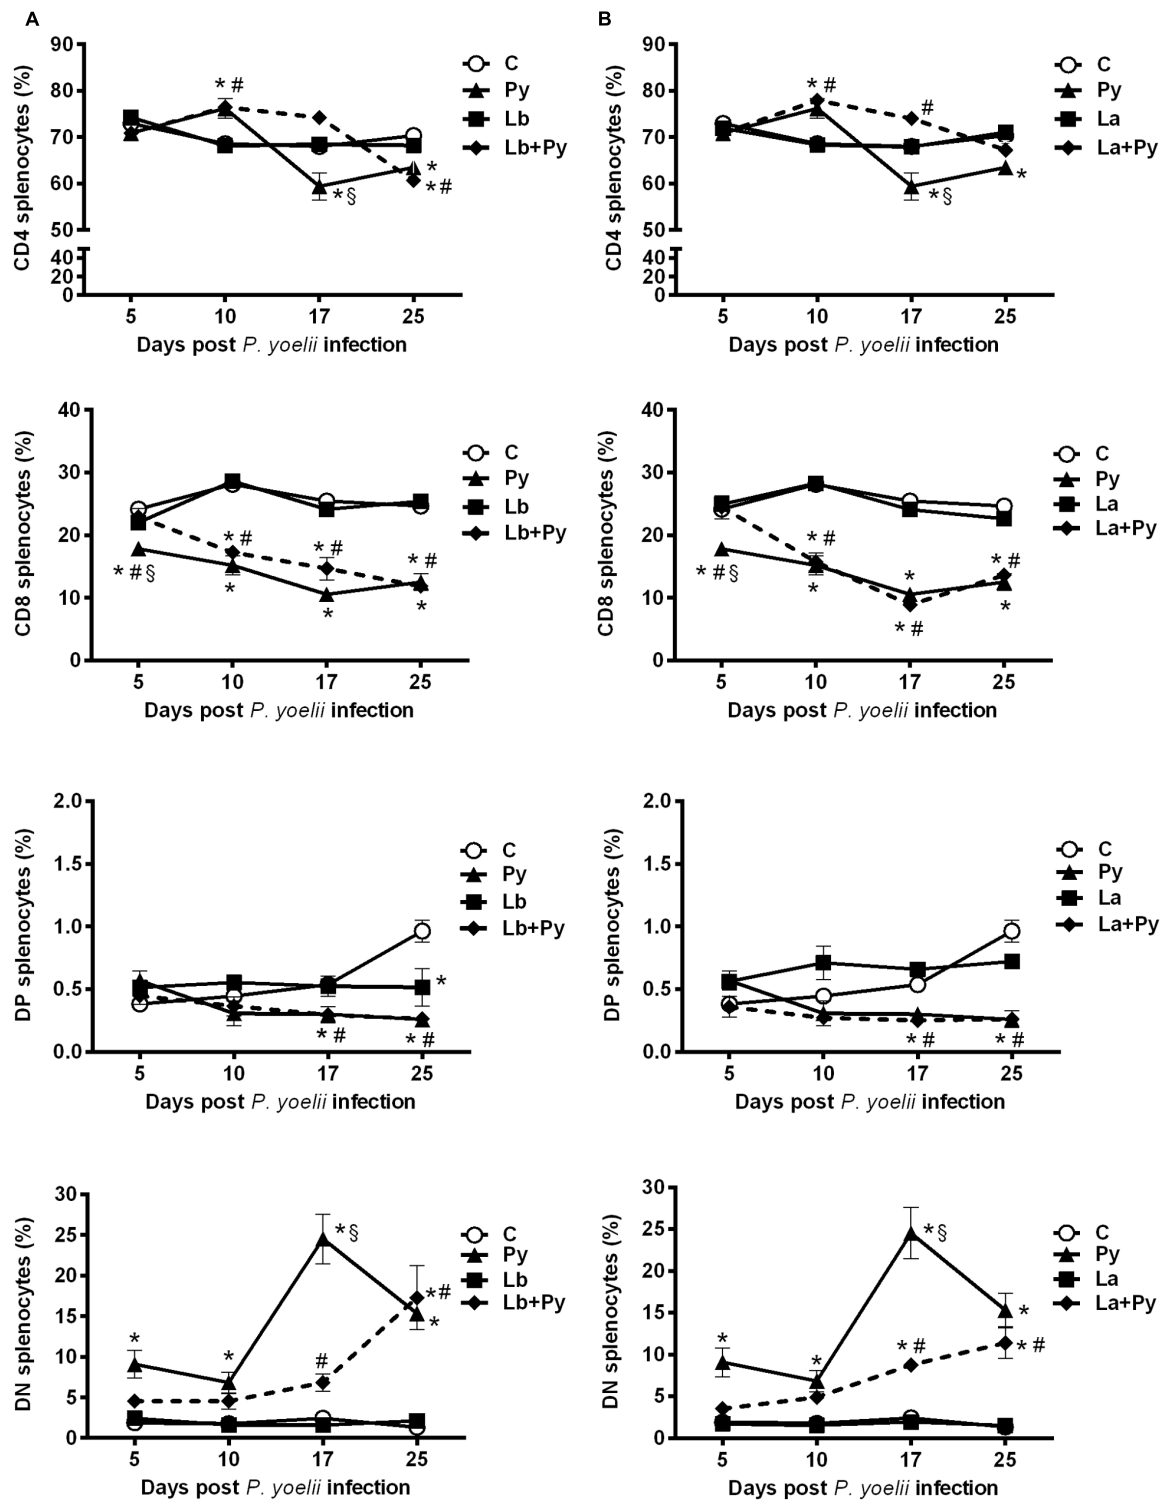 A
CD4 splenocytes (%)
90
80
70
60
50
40
20
0
* #
* §
*
* #
C
Py
Lb
Lb+Py
5 10 17 25
Days post P. yoelii infection
B
CD4 splenocytes (%)
90
80
70
60
50
40
20
0
* #
#
* §
*
C
Py
La
La+Py
5 10 17 25
Days post P. yoelii infection
CD8 splenocytes (%)
40
30
20
10
0
* # §
* #
*
* #
*
* #
*
C
Py
Lb
Lb+Py
5 10 17 25
Days post P. yoelii infection
CD8 splenocytes (%)
40
30
20
10
0
* # §
* #
*
*
* #
* #
*
C
Py
La
La+Py
5 10 17 25
Days post P. yoelii infection
DP splenocytes (%)
2.0
1.5
1.0
0.5
0.0
* #
*
* #
C
Py
Lb
Lb+Py
5 10 17 25
Days post P. yoelii infection
DP splenocytes (%)
2.0
1.5
1.0
0.5
0.0
* #
* #
C
Py
La
La+Py
5 10 17 25
Days post P. yoelii infection
DN splenocytes (%)
30
25
20
15
10
5
0
*
*
* §
#
* #
*
C
Py
Lb
Lb+Py
5 10 17 25
Days post P. yoelii infection
DN splenocytes (%)
30
25
20
15
10
5
0
*
*
* §
* #
*
* #
C
Py
La
La+Py
5 10 17 25
Days post P. yoelii infection